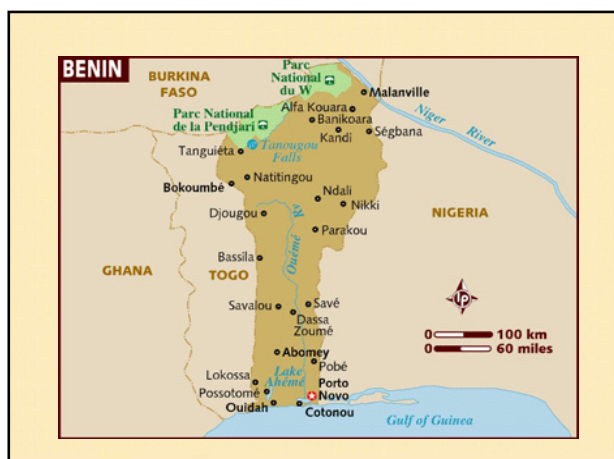 BENIN
BURKINA
FASO
Parc
National
du W
Malanville
Niger
River
Parc National
de la Pendjari
Alfa Kouara
Banikoara
Kandi
Ségbana
Tanougou
Falls
Tanguiéta
Natitingou
Bokoumbé
Ndali
Nikki
Djougou
Ouémé
Rv
Parakou
NIGERIA
GHANA
TOGO
Bassila
Savalou
Savé
Dassa
Zoumé
lp
0 100 km
0 60 miles
Abomey
Pobé
Lokossa
Lake
Ahémé
Possotomé
Porto
Novo
Ouidah
Cotonou
Gulf of Guinea